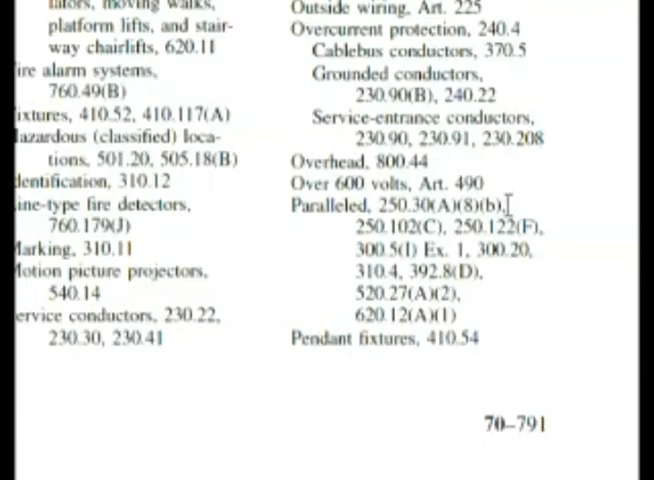 lators, moving walks,
platform lifts, and stair-
way chairlifts, 620.11
ire alarm systems,
760.49(B)
ixtures, 410.52, 410.117(A)
azardous (classified) loca-
tions, 501.20, 505.18(B)
dentification, 310.12
ine-type fire detectors,
760.179(J)
Marking, 310.11
Motion picture projectors,
540.14
ervice conductors, 230.22,
230.30, 230.41
Outside wiring, Art. 225
Overcurrent protection, 240.4
Cablebus conductors, 370.5
Grounded conductors,
230.90(B), 240.22
Service-entrance conductors,
230.90, 230.91, 230.208
Overhead, 800.44
Over 600 volts, Art. 490
Paralleled, 250.30(A)(8)(b),
250.102(C), 250.122(F),
300.5(I) Ex. 1, 300.20,
310.4, 392.8(D),
520.27(A)(2),
620.12(A)(1)
Pendant fixtures, 410.54
70–791